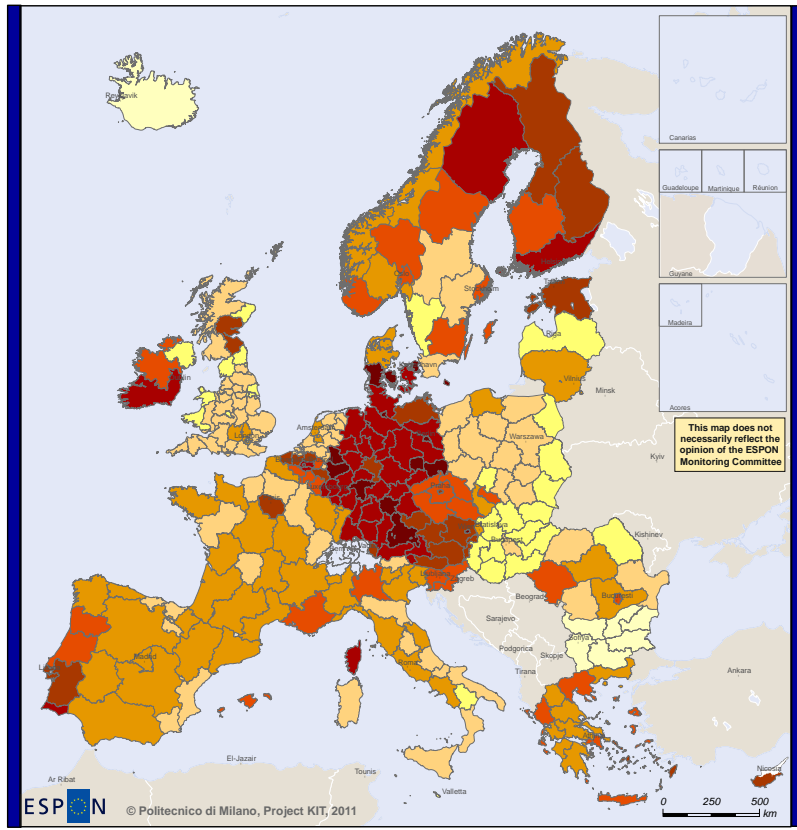 Canarias
Reykjavik
Guadeloupe
Martinique
Réunion
Guyane
Madeira
Acores
Oslo
Stockholm
Riga
Vilnius
Minsk
This map does not
necessarily reflect the
opinion of the ESPON
Monitoring Committee
Amsterdam
Warszawa
Kyiv
Praha
Bratislava
Budapest
Kishinev
Ljubljana
Zagreb
Beograd
Bucuresti
Sarajevo
Sofiya
Podgorica
Skopje
Tirana
Ankara
Madrid
Roma
El-Jazair
Tounis
Ar Ribat
Valletta
Nicosia
ESPON
© Politecnico di Milano, Project KIT, 2011
0 250 500
km